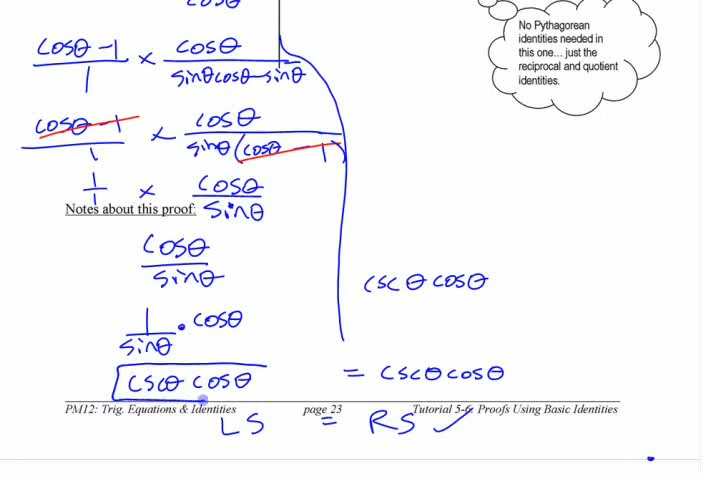 cosθ
No Pythagorean
identities needed in
this one... just the
reciprocal and quotient
identities.
cosθ - 1 / 1 × cosθ / sinθcosθ - sinθ
cosθ - 1 / 1 × cosθ / sinθ(cosθ - 1)
1 / 1 × cosθ / sinθ
Notes about this proof:
cosθ / sinθ
cscθcosθ
1 / sinθ · cosθ
cscθ cosθ = cscθcosθ
PM12: Trig. Equations & Identities page 23 Tutorial 5-6: Proofs Using Basic Identities
LS = RS ✓